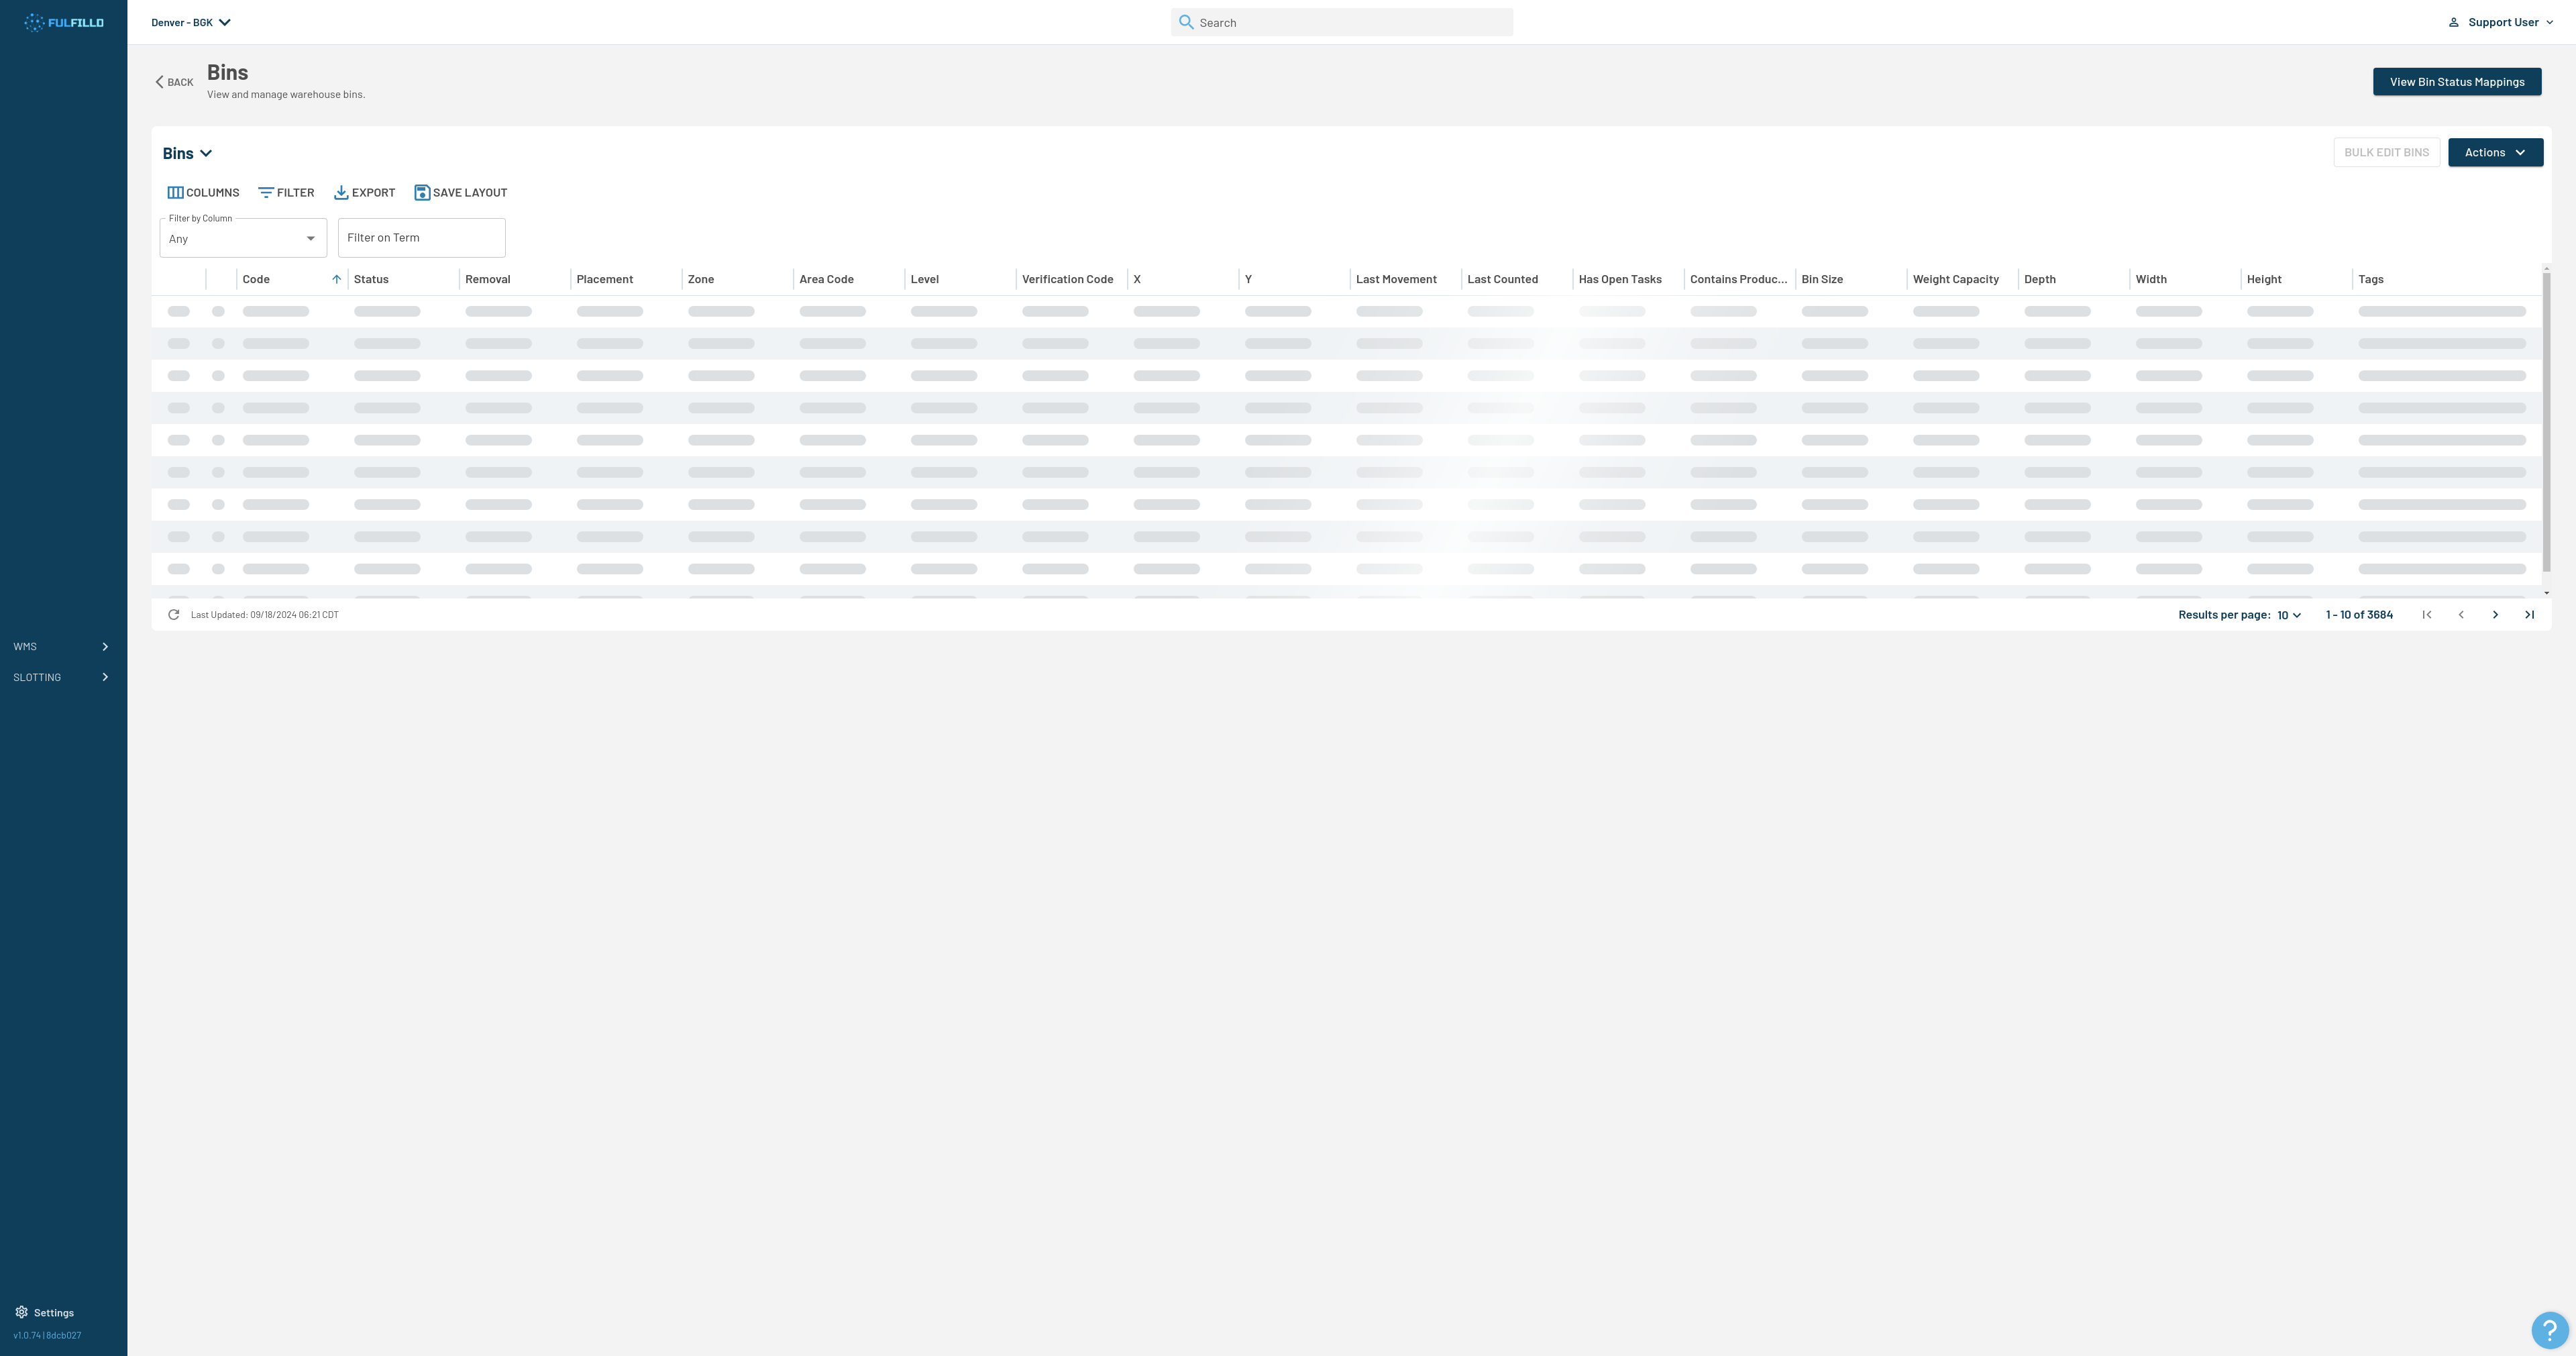 FULFILLD
Denver - BGK
Search
Support User
BACK
Bins
View and manage warehouse bins.
View Bin Status Mappings
Bins
BULK EDIT BINS
Actions
COLUMNS
FILTER
EXPORT
SAVE LAYOUT
Filter by Column
Any
Filter on Term
Code
Status
Removal
Placement
Zone
Area Code
Level
Verification Code
X
Y
Last Movement
Last Counted
Has Open Tasks
Contains Produc...
Bin Size
Weight Capacity
Depth
Width
Height
Tags
Last Updated: 09/18/2024 06:21 CDT
Results per page: 10
1 - 10 of 3684
WMS
SLOTTING
Settings
v1.0.74 | 8dcb027
?